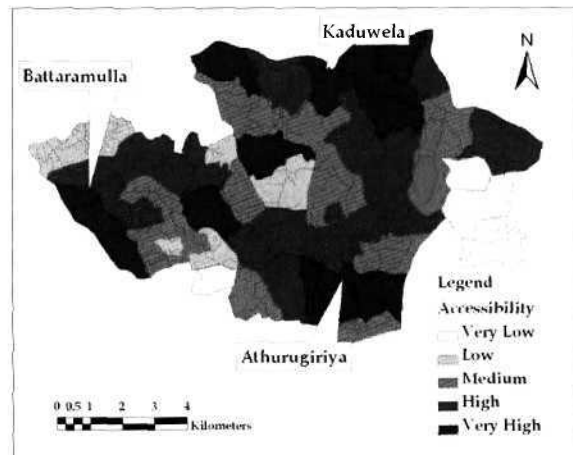 Kaduwela
N
Battaramulla
Legend
Accessibility
Very Low
Low
Medium
High
Very High
Athurugiriya
0 0.5 1 2 3 4
Kilometers